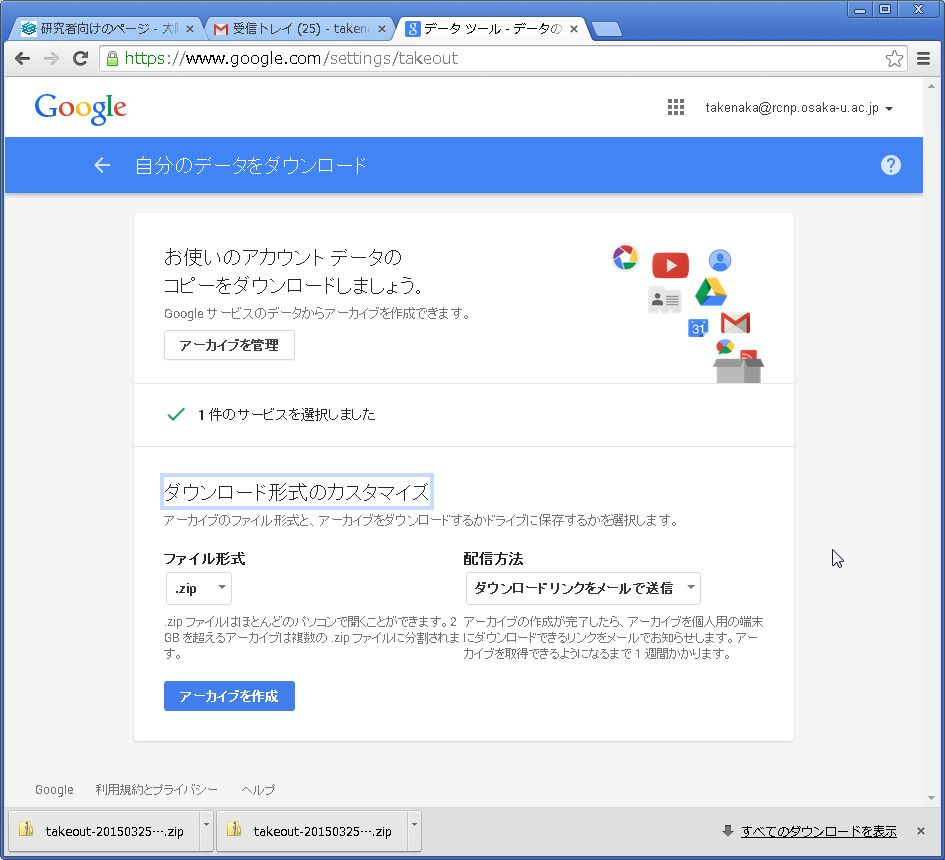 研究者向けのページ - 大阪
受信トレイ (25) - taken
データ ツール - データの
https://www.google.com/settings/takeout
Google
takenaka@rcnp.osaka-u.ac.jp
自分のデータをダウンロード
?
お使いのアカウント データの
コピーをダウンロードしましょう。
Google サービスのデータからアーカイブを作成できます。
アーカイブを管理
31
1 件のサービスを選択しました
ダウンロード形式のカスタマイズ
アーカイブのファイル形式と、アーカイブをダウンロードするかドライブに保存するかを選択します。
ファイル形式
.zip
.zip ファイルはほとんどのパソコンで開くことができます。2
GB を超えるアーカイブは複数の .zip ファイルに分割されま
す。
配信方法
ダウンロードリンクをメールで送信
アーカイブの作成が完了したら、アーカイブを個人用の端末
にダウンロードできるリンクをメールでお知らせします。アー
カイブを取得できるようになるまで 1 週間かかります。
アーカイブを作成
Google 利用規約とプライバシー ヘルプ
takeout-20150325-….zip
takeout-20150325-….zip
すべてのダウンロードを表示